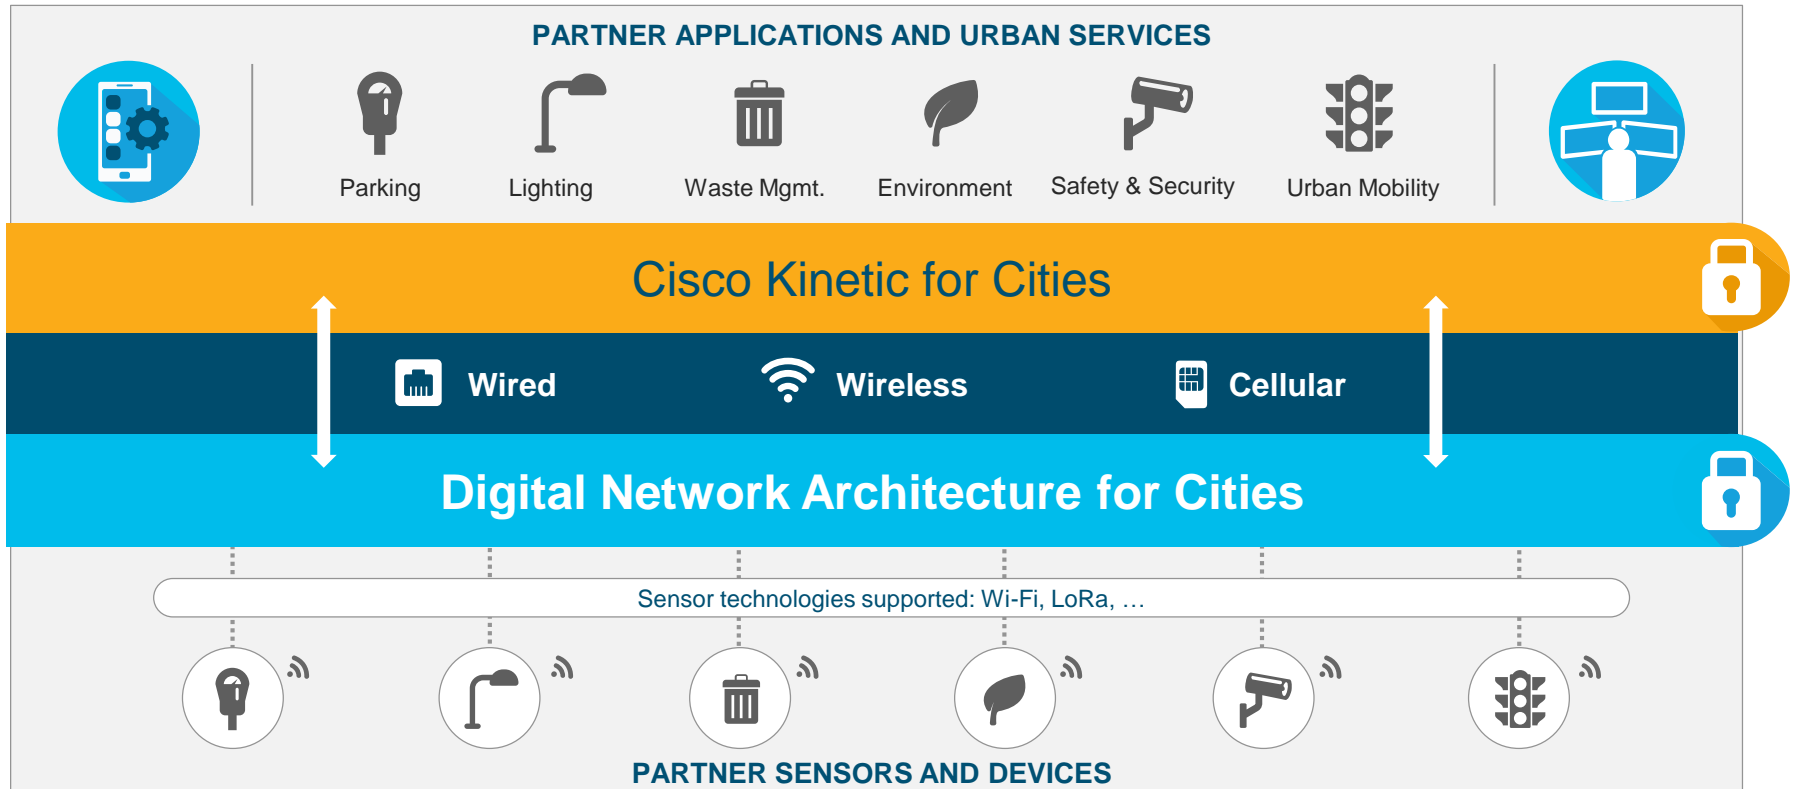 PARTNER APPLICATIONS AND URBAN SERVICES
Parking
Lighting
Waste Mgmt.
Environment
Safety & Security
Urban Mobility
Cisco Kinetic for Cities
Wired
Wireless
Cellular
Digital Network Architecture for Cities
Sensor technologies supported: Wi-Fi, LoRa, …
PARTNER SENSORS AND DEVICES